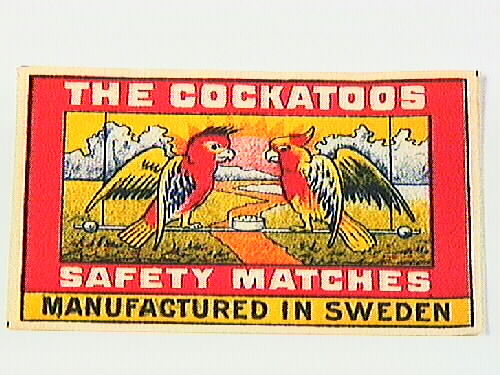 THE COCKATOOS
SAFETY MATCHES
MANUFACTURED IN SWEDEN